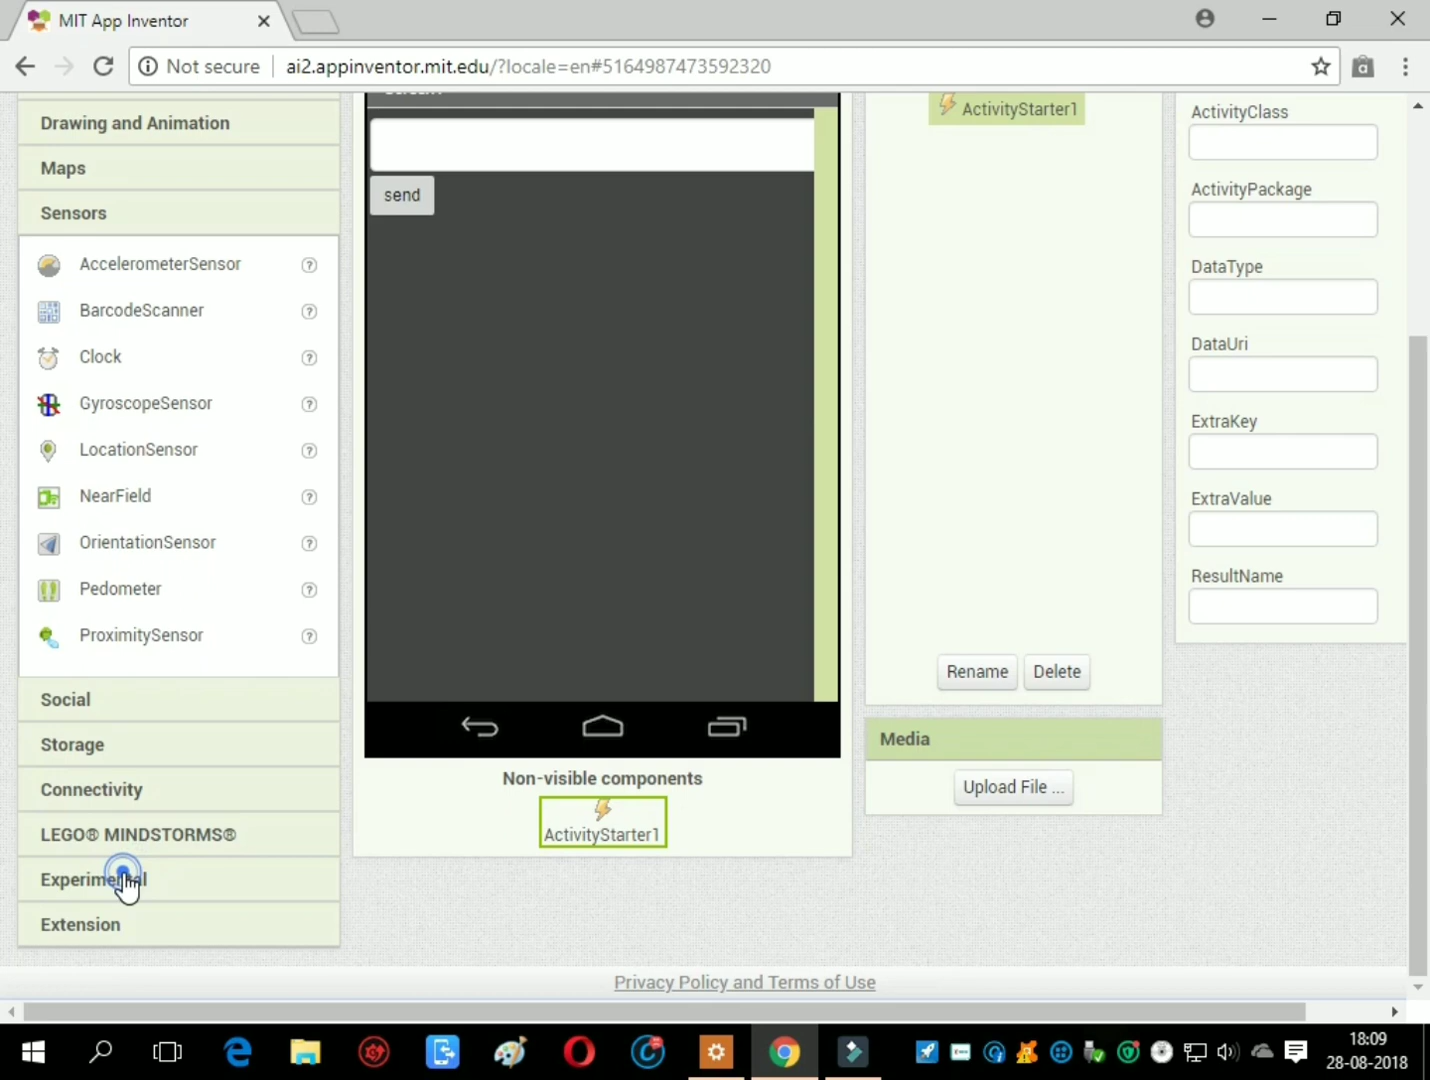 MIT App Inventor
Not secure
ai2.appinventor.mit.edu/?locale=en#5164987473592320
Drawing and Animation
Maps
Sensors
AccelerometerSensor
BarcodeScanner
Clock
GyroscopeSensor
LocationSensor
NearField
OrientationSensor
Pedometer
ProximitySensor
Social
Storage
Connectivity
LEGO® MINDSTORMS®
Experimental
Extension
send
Non-visible components
ActivityStarter1
ActivityStarter1
Rename
Delete
Media
Upload File ...
ActivityClass
ActivityPackage
DataType
DataUri
ExtraKey
ExtraValue
ResultName
Privacy Policy and Terms of Use
18:09
28-08-2018